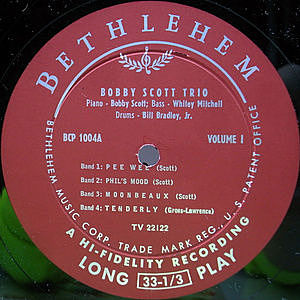 BETHLEHEM
BOBBY SCOTT TRIO
Piano - Bobby Scott; Bass - Whitey Mitchell
Drums - Bill Bradley, Jr.
BCP 1004A
VOLUME I
Band 1: PEE WEE (Scott)
Band 2: PHIL'S MOOD (Scott)
Band 3: MOONBEAUX (Scott)
Band 4: TENDERLY (Gross-Lawrence)
TV 22122
BETHLEHEM MUSIC CORP. TRADE MARK REG., U.S. PATENT OFFICE
A HI-FIDELITY RECORDING
LONG 33-1/3 PLAY